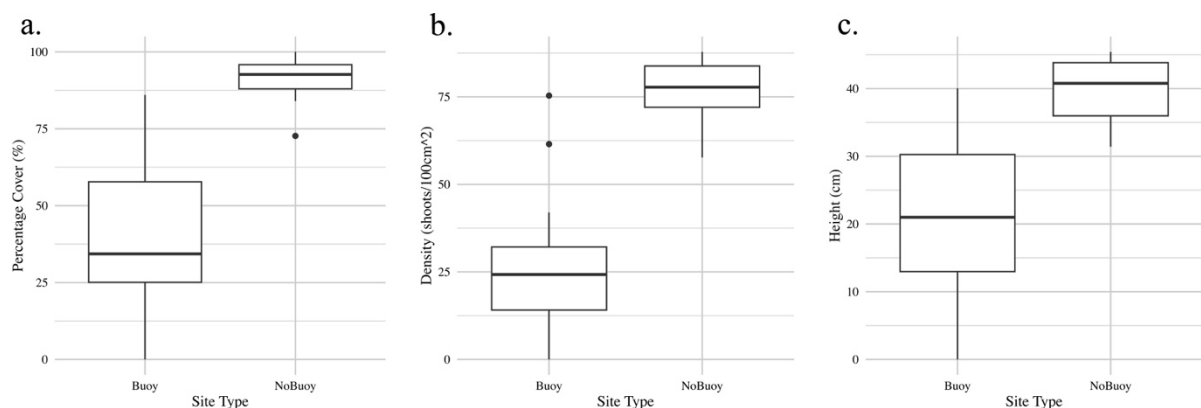 a.
100
75
50
25
0
Percentage Cover (%)
Buoy
NoBuoy
Site Type
b.
75
50
25
0
Density (shoots/100cm^2)
Buoy
NoBuoy
Site Type
c.
40
30
20
10
0
Height (cm)
Buoy
NoBuoy
Site Type